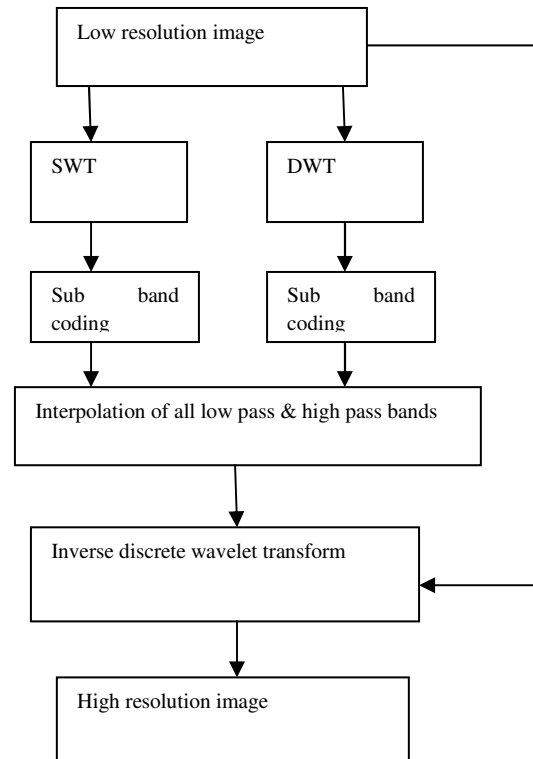 Low resolution image
SWT
DWT
Sub band
coding
Sub band
coding
Interpolation of all low pass & high pass bands
Inverse discrete wavelet transform
High resolution image